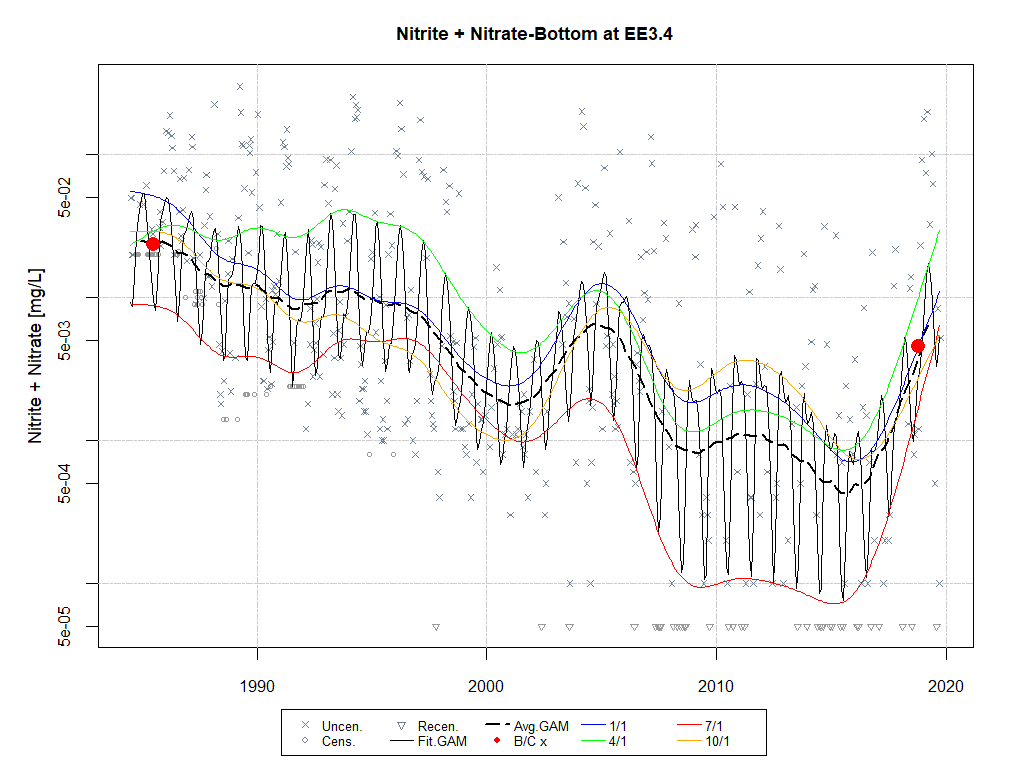 Nitrite + Nitrate-Bottom at EE3.4
Nitrite + Nitrate [mg/L]
5e-02
5e-03
5e-04
5e-05
1990 2000 2010 2020
Uncen. Recen. Avg.GAM 1/1 7/1
Cens. Fit.GAM B/C x 4/1 10/1